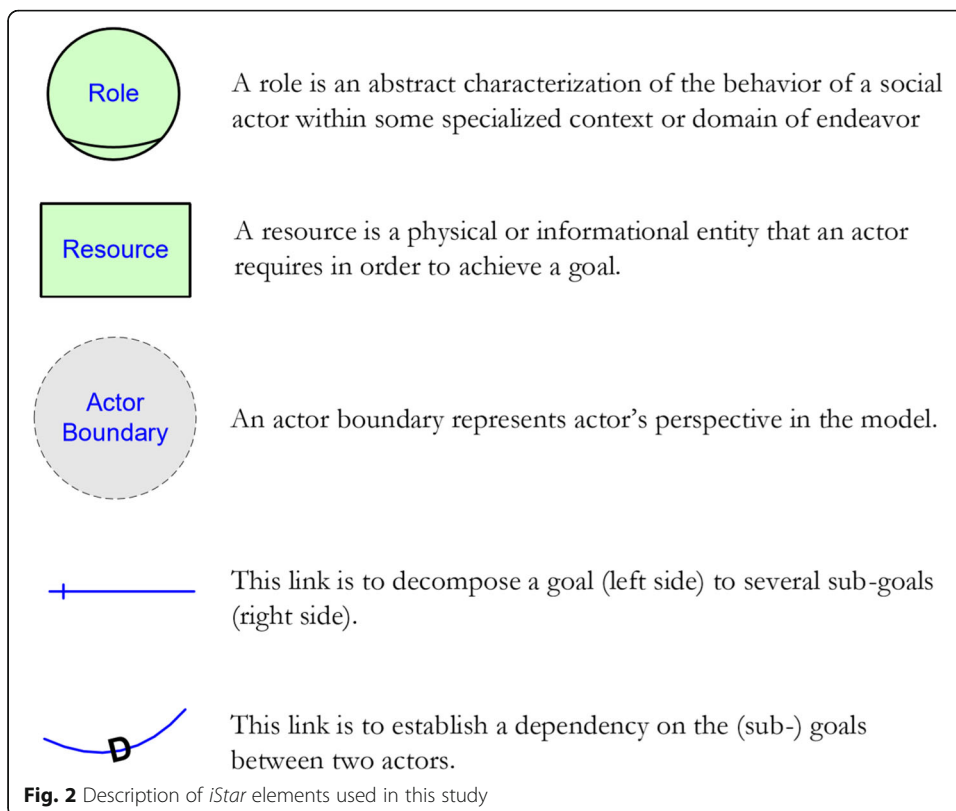 Role
A role is an abstract characterization of the behavior of a social
actor within some specialized context or domain of endeavor
Resource
A resource is a physical or informational entity that an actor
requires in order to achieve a goal.
Actor
Boundary
An actor boundary represents actor's perspective in the model.
This link is to decompose a goal (left side) to several sub-goals
(right side).
D
This link is to establish a dependency on the (sub-) goals
between two actors.
Fig. 2 Description of iStar elements used in this study